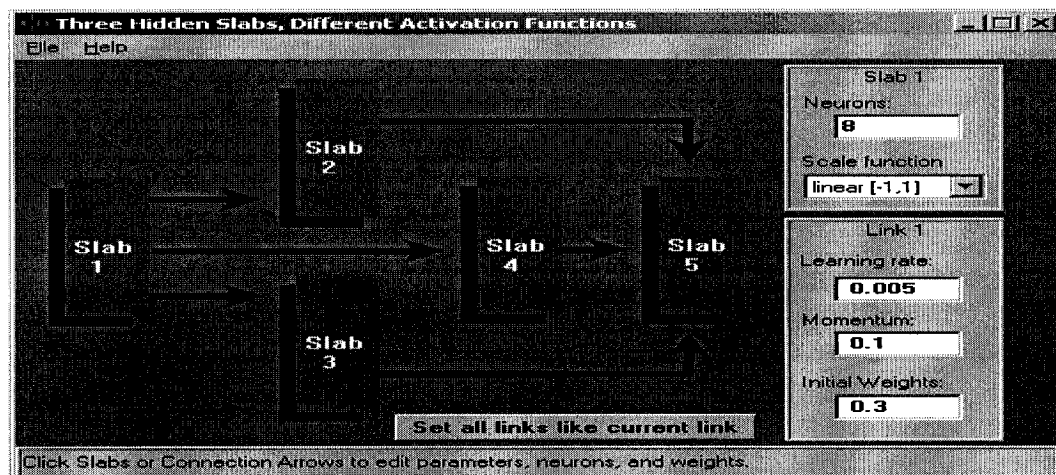 Three Hidden Slabs, Different Activation Functions
File Help
Slab 1
Neurons:
8
Scale function
linear [-1,1]
Link 1
Learning rate:
0.005
Momentum:
0.1
Initial Weights:
0.3
Slab
1
Slab
2
Slab
3
Slab
4
Slab
5
Set all links like current link
Click Slabs or Connection Arrows to edit parameters, neurons, and weights.